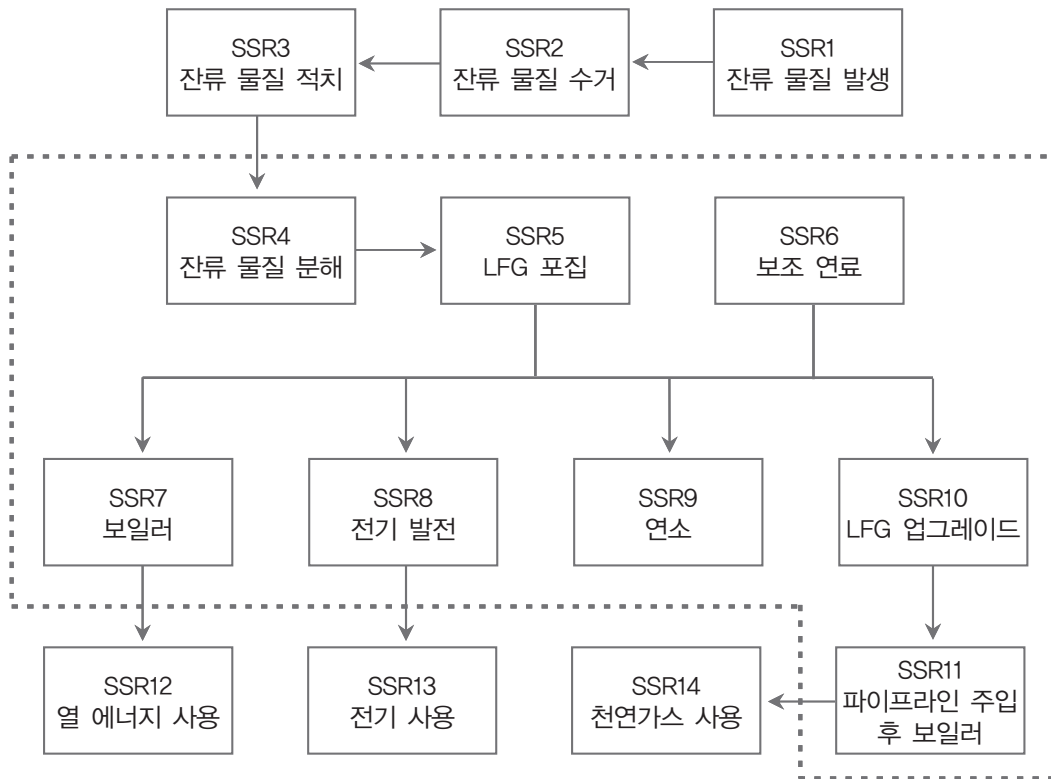 SSR3
잔류 물질 적치
SSR2
잔류 물질 수거
SSR1
잔류 물질 발생
SSR4
잔류 물질 분해
SSR5
LFG 포집
SSR6
보조 연료
SSR7
보일러
SSR8
전기 발전
SSR9
연소
SSR10
LFG 업그레이드
SSR12
열 에너지 사용
SSR13
전기 사용
SSR14
천연가스 사용
SSR11
파이프라인 주입
후 보일러